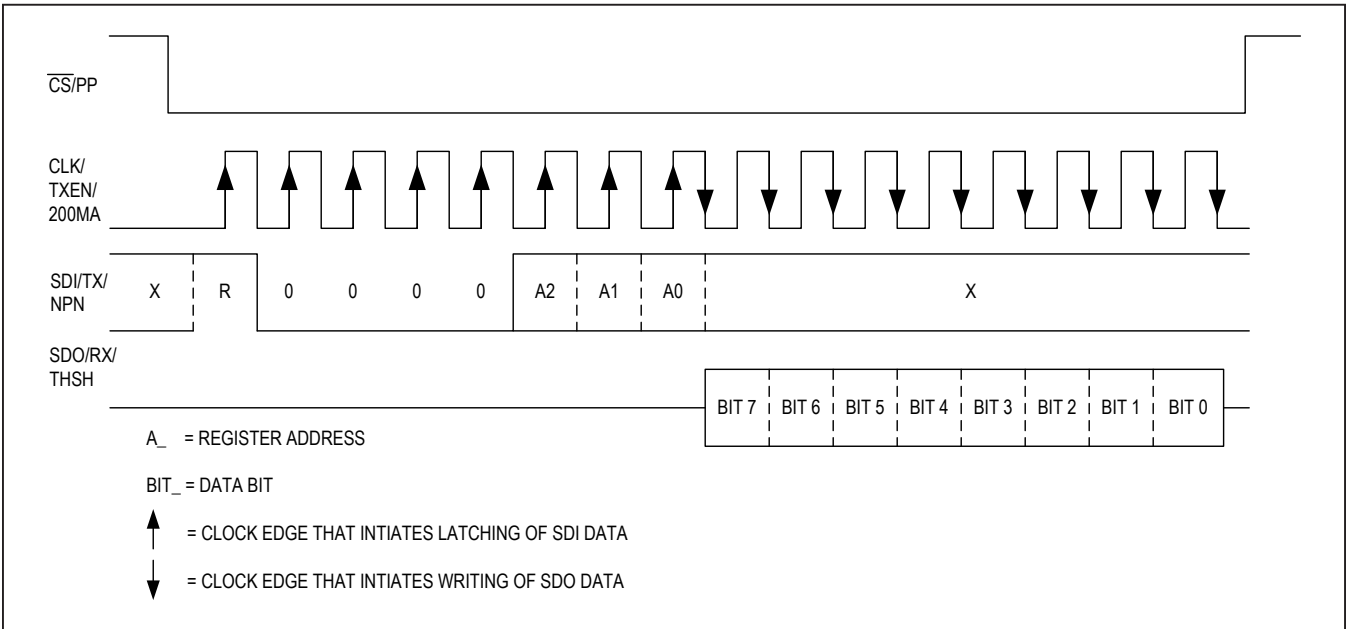 CS/PP
CLK/
TXEN/
200MA
SDI/TX/
NPN
X R 0 0 0 0 A2 A1 A0 X
SDO/RX/
THSH
BIT 7 BIT 6 BIT 5 BIT 4 BIT 3 BIT 2 BIT 1 BIT 0
A_ = REGISTER ADDRESS
BIT_ = DATA BIT
= CLOCK EDGE THAT INTIATES LATCHING OF SDI DATA
= CLOCK EDGE THAT INTIATES WRITING OF SDO DATA